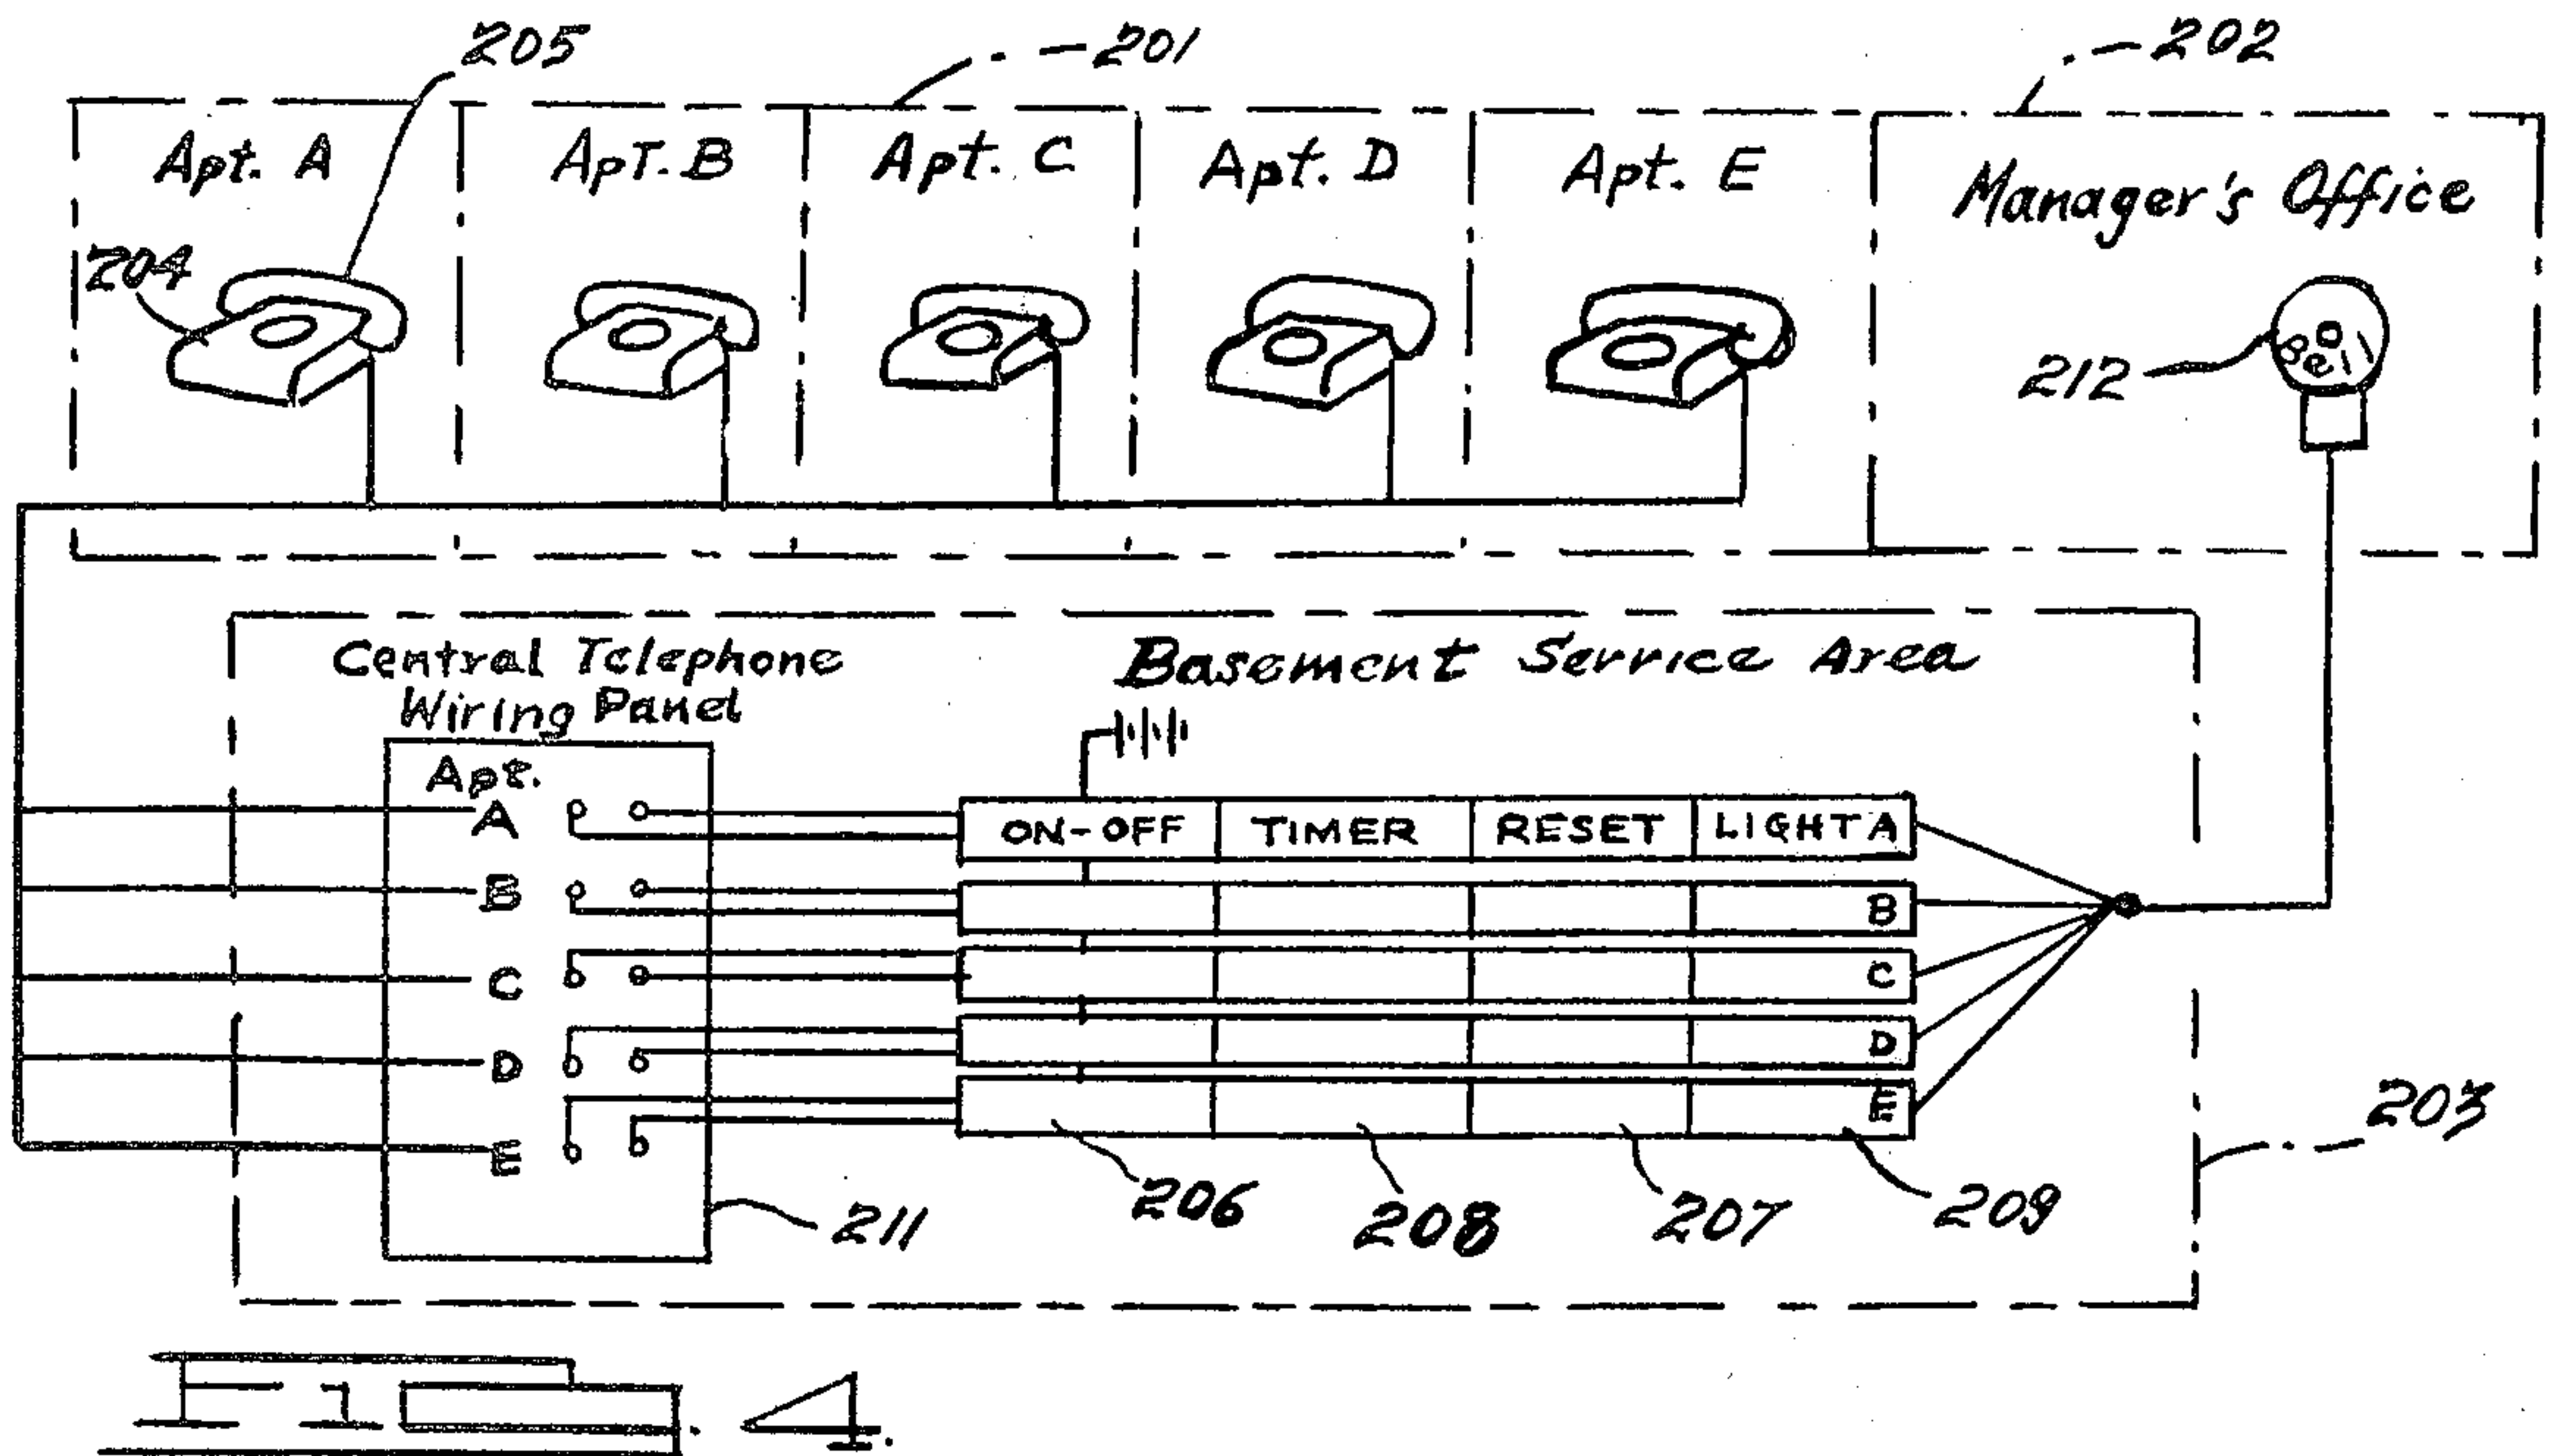 205
201
202
Apt. A
Apt. B
Apt. C
Apt. D
Apt. E
Manager's Office
204
212
Bell
Central Telephone
Wiring Panel
Basement Service Area
Apt.
A
B
C
D
E
ON-OFF TIMER RESET LIGHT A
B
C
D
E
203
206
208
207
209
211
FIG. 4.